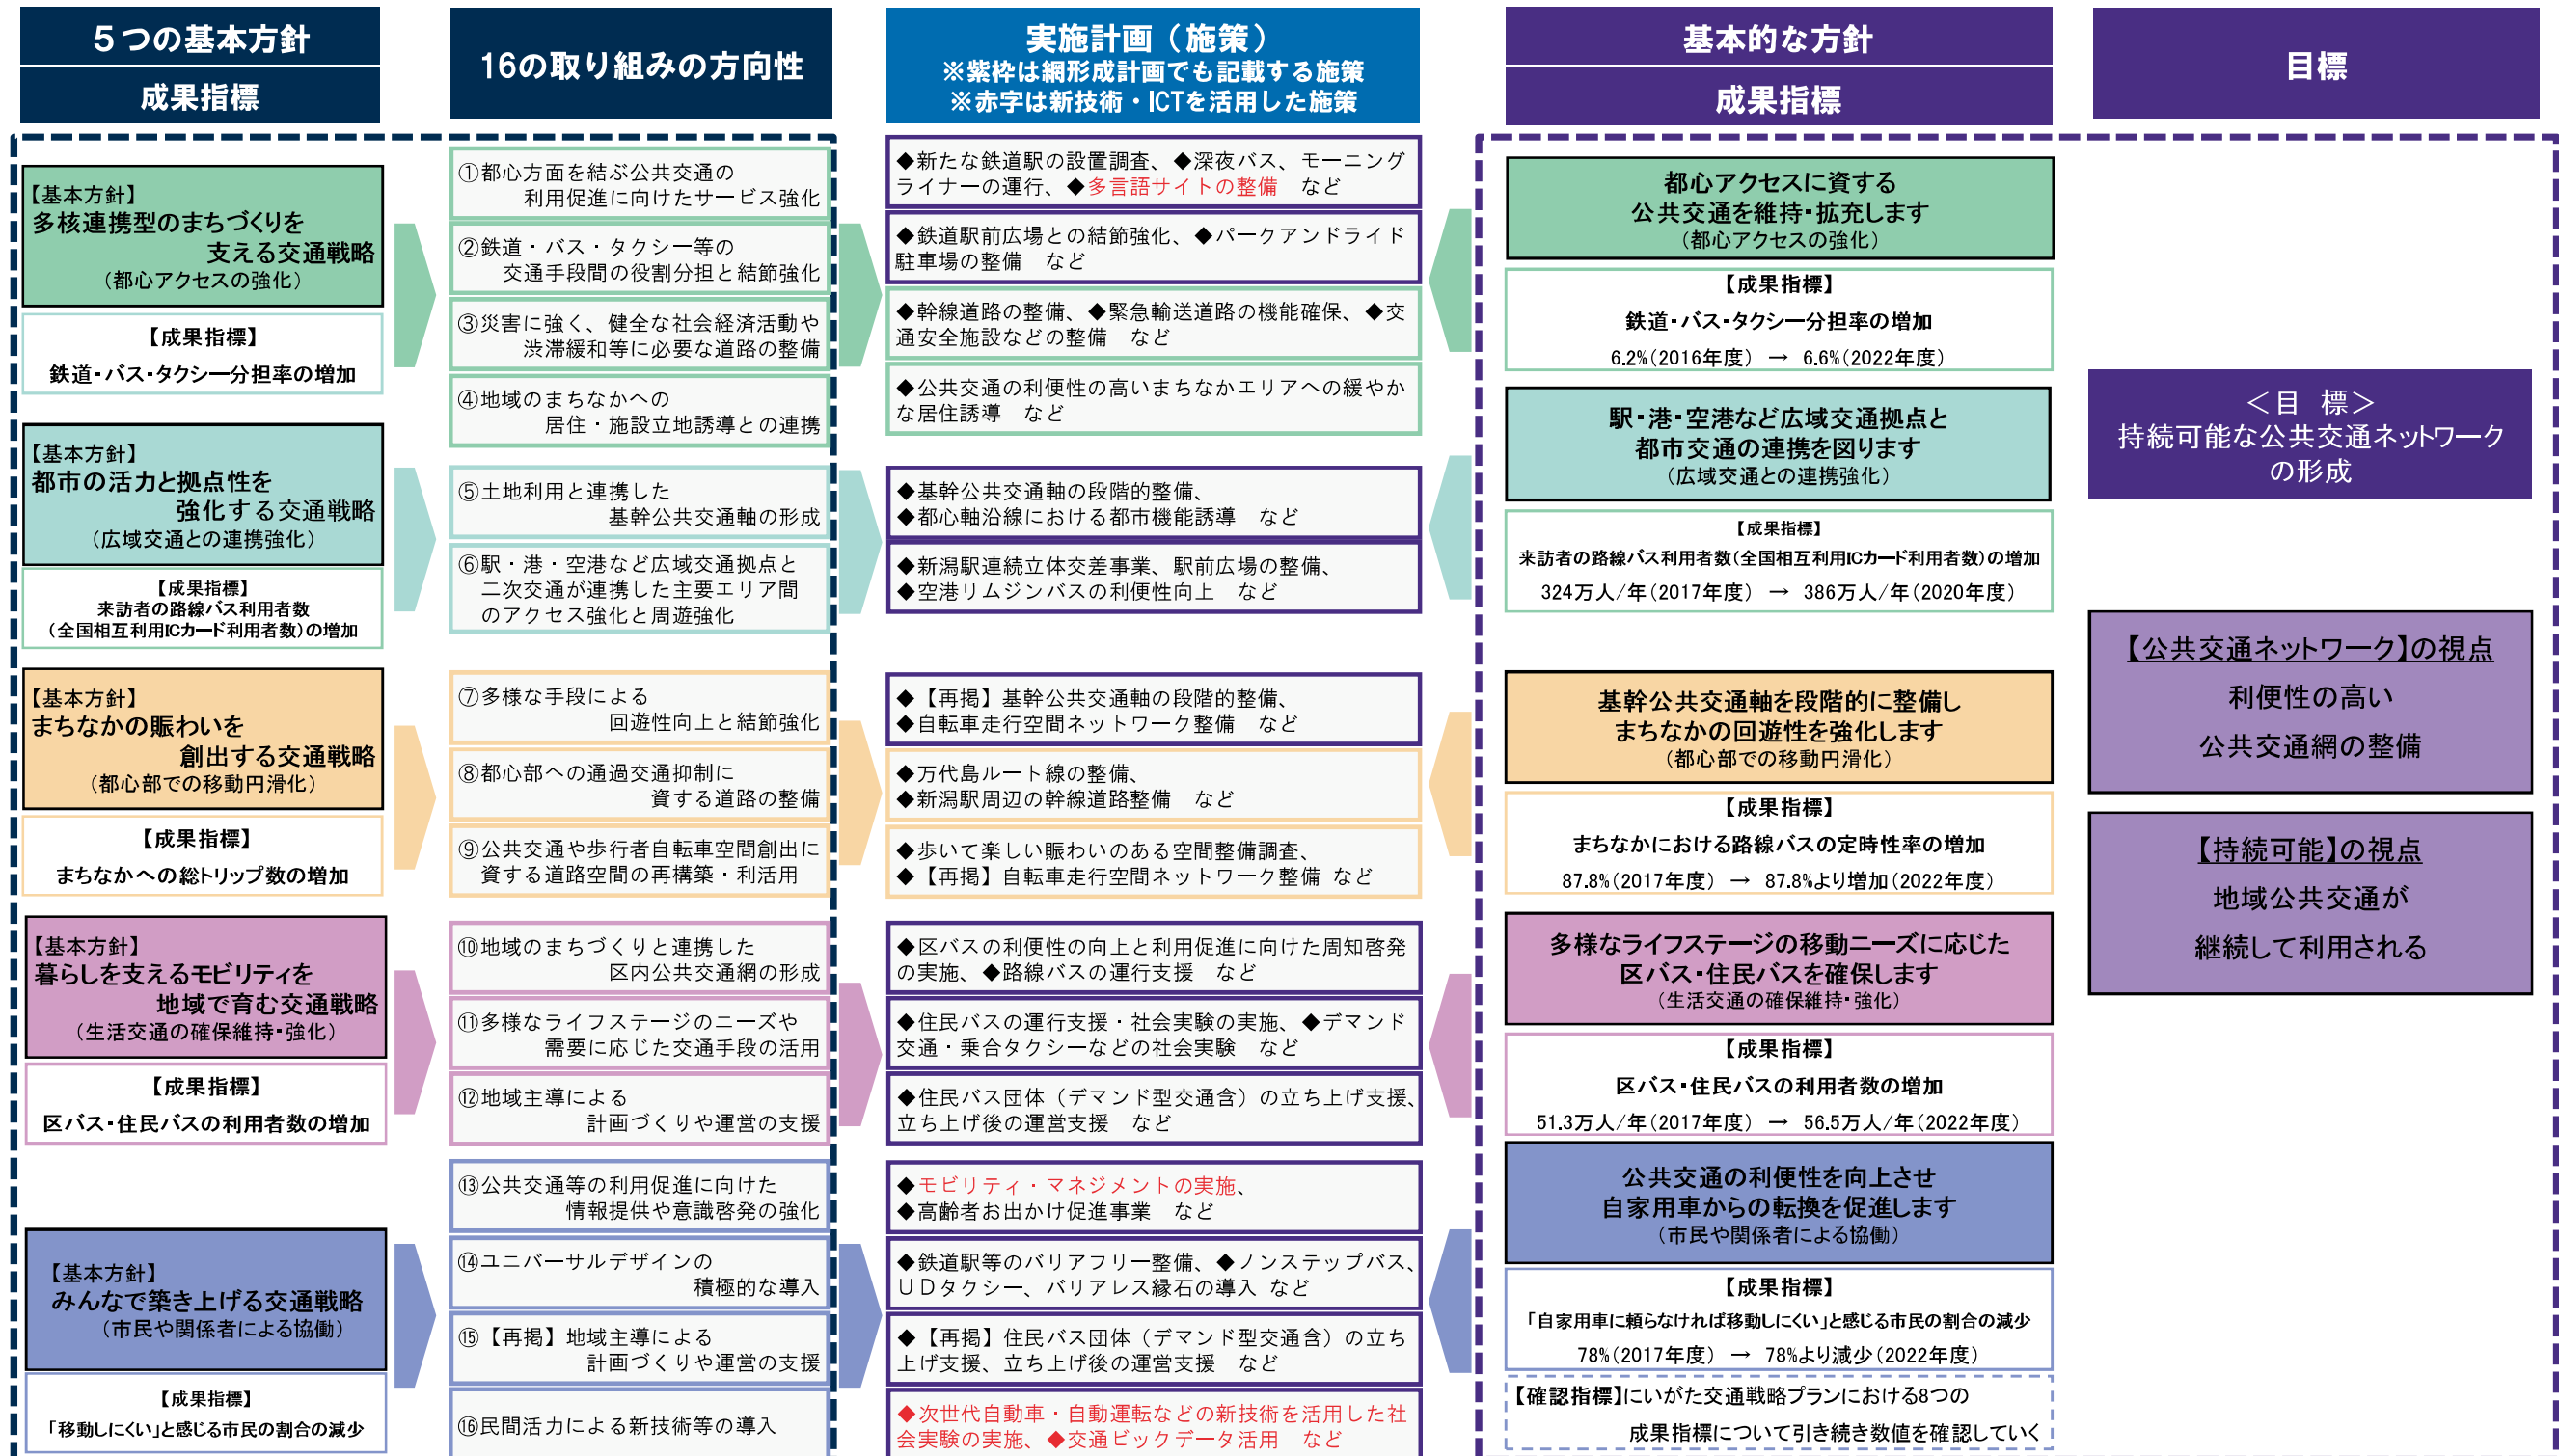 ５つの基本方針
成果指標
16の取り組みの方向性
実施計画（施策）
※紫枠は網形成計画でも記載する施策
※赤字は新技術・ICTを活用した施策
基本的な方針
成果指標
目標
【基本方針】
多核連携型のまちづくりを
支える交通戦略
（都心アクセスの強化）
【成果指標】
鉄道・バス・タクシー分担率の増加
【基本方針】
都市の活力と拠点性を
強化する交通戦略
（広域交通との連携強化）
【成果指標】
来訪者の路線バス利用者数
（全国相互利用ICカード利用者数）の増加
【基本方針】
まちなかの賑わいを
創出する交通戦略
（都心部での移動円滑化）
【成果指標】
まちなかへの総トリップ数の増加
【基本方針】
暮らしを支えるモビリティを
地域で育む交通戦略
（生活交通の確保維持・強化）
【成果指標】
区バス・住民バスの利用者数の増加
【基本方針】
みんなで築き上げる交通戦略
（市民や関係者による協働）
【成果指標】
「移動しにくい」と感じる市民の割合の減少
①都心方面を結ぶ公共交通の
利用促進に向けたサービス強化
②鉄道・バス・タクシー等の
交通手段間の役割分担と結節強化
③災害に強く、健全な社会経済活動や
渋滞緩和等に必要な道路の整備
④地域のまちなかへの
居住・施設立地誘導との連携
⑤土地利用と連携した
基幹公共交通軸の形成
⑥駅・港・空港など広域交通拠点と
二次交通が連携した主要エリア間
のアクセス強化と周遊強化
⑦多様な手段による
回遊性向上と結節強化
⑧都心部への通過交通抑制に
資する道路の整備
⑨公共交通や歩行者自転車空間創出に
資する道路空間の再構築・利活用
⑩地域のまちづくりと連携した
区内公共交通網の形成
⑪多様なライフステージのニーズや
需要に応じた交通手段の活用
⑫地域主導による
計画づくりや運営の支援
⑬公共交通等の利用促進に向けた
情報提供や意識啓発の強化
⑭ユニバーサルデザインの
積極的な導入
⑮【再掲】地域主導による
計画づくりや運営の支援
⑯民間活力による新技術等の導入
◆新たな鉄道駅の設置調査、◆深夜バス、モーニング
ライナーの運行、◆多言語サイトの整備　など
◆鉄道駅前広場との結節強化、◆パークアンドライド
駐車場の整備　など
◆幹線道路の整備、◆緊急輸送道路の機能確保、◆交
通安全施設などの整備　など
◆公共交通の利便性の高いまちなかエリアへの緩やか
な居住誘導　など
◆基幹公共交通軸の段階的整備、
◆都心軸沿線における都市機能誘導　など
◆新潟駅連続立体交差事業、駅前広場の整備、
◆空港リムジンバスの利便性向上　など
◆【再掲】基幹公共交通軸の段階的整備、
◆自転車走行空間ネットワーク整備　など
◆万代島ルート線の整備、
◆新潟駅周辺の幹線道路整備　など
◆歩いて楽しい賑わいのある空間整備調査、
◆【再掲】自転車走行空間ネットワーク整備 など
◆区バスの利便性の向上と利用促進に向けた周知啓発
の実施、◆路線バスの運行支援　など
◆住民バスの運行支援・社会実験の実施、◆デマンド
交通・乗合タクシーなどの社会実験　など
◆住民バス団体（デマンド型交通含）の立ち上げ支援、
立ち上げ後の運営支援　など
◆モビリティ・マネジメントの実施、
◆高齢者お出かけ促進事業　など
◆鉄道駅等のバリアフリー整備、◆ノンステップバス、
ＵＤタクシー、バリアレス縁石の導入 など
◆【再掲】住民バス団体（デマンド型交通含）の立ち
上げ支援、立ち上げ後の運営支援　など
◆次世代自動車・自動運転などの新技術を活用した社
会実験の実施、◆交通ビックデータ活用　など
都心アクセスに資する
公共交通を維持・拡充します
（都心アクセスの強化）
【成果指標】
鉄道・バス・タクシー分担率の増加
6.2%（2016年度） → 6.6%（2022年度）
駅・港・空港など広域交通拠点と
都市交通の連携を図ります
（広域交通との連携強化）
【成果指標】
来訪者の路線バス利用者数（全国相互利用ICカード利用者数）の増加
324万人/年（2017年度） → 386万人/年（2020年度）
基幹公共交通軸を段階的に整備し
まちなかの回遊性を強化します
（都心部での移動円滑化）
【成果指標】
まちなかにおける路線バスの定時性率の増加
87.8%（2017年度） → 87.8%より増加（2022年度）
多様なライフステージの移動ニーズに応じた
区バス・住民バスを確保します
（生活交通の確保維持・強化）
【成果指標】
区バス・住民バスの利用者数の増加
51.3万人/年（2017年度） → 56.5万人/年（2022年度）
公共交通の利便性を向上させ
自家用車からの転換を促進します
（市民や関係者による協働）
【成果指標】
「自家用車に頼らなければ移動しにくい」と感じる市民の割合の減少
78%（2017年度） → 78%より減少（2022年度）
【確認指標】にいがた交通戦略プランにおける8つの
成果指標について引き続き数値を確認していく
＜目　標＞
持続可能な公共交通ネットワーク
の形成
【公共交通ネットワーク】の視点
利便性の高い
公共交通網の整備
【持続可能】の視点
地域公共交通が
継続して利用される